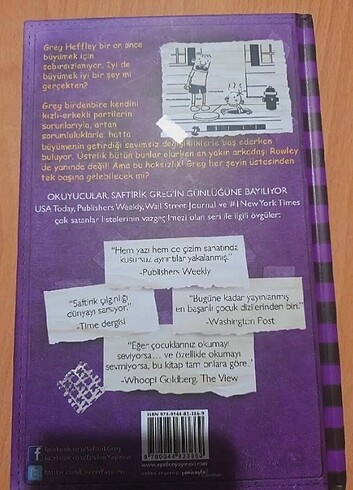 Greg Heffley bir an önce
büyümek için
sabırsızlanıyor. İyi de
büyümek iyi bir şey mi
gerçekten?
Greg birdenbire kendini
kızlı-erkekli partilerin
sorunlarıyla, artan
sorumluluklarla, hatta
büyümenin getirdiği sevimsiz değişikliklerle baş ederken
buluyor. Üstelik bütün bunlar olurken en yakın arkadaşı Rowley
de yanında değil! Ama bu haksızlık! Greg her şeyin üstesinden
tek başına gelebilecek mi?
OKUYUCULAR, SAFTİRİK GREG'İN GÜNLÜĞÜNE BAYILIYOR
USA Today, Publishers Weekly, Wall Street Journal ve #1 New York Times
çok satanlar listelerinin vazgeçilmezi olan seri ile ilgili övgüler:
"Hem yazı hem de çizim sanatında
kusursuz ayrıntılar yakalanmış."
-Publishers Weekly
"Saftirik çılgınlığı
dünyayı sarsıyor."
-Time dergisi
"Bugüne kadar yayınlanmış
en başarılı çocuk dizilerinden biri."
-Washington Post
"Eğer çocuklarınız okumayı
seviyorsa... ve özellikle okumayı
sevmiyorsa, bu kitap tam onlara göre."
-Whoopi Goldberg, The View